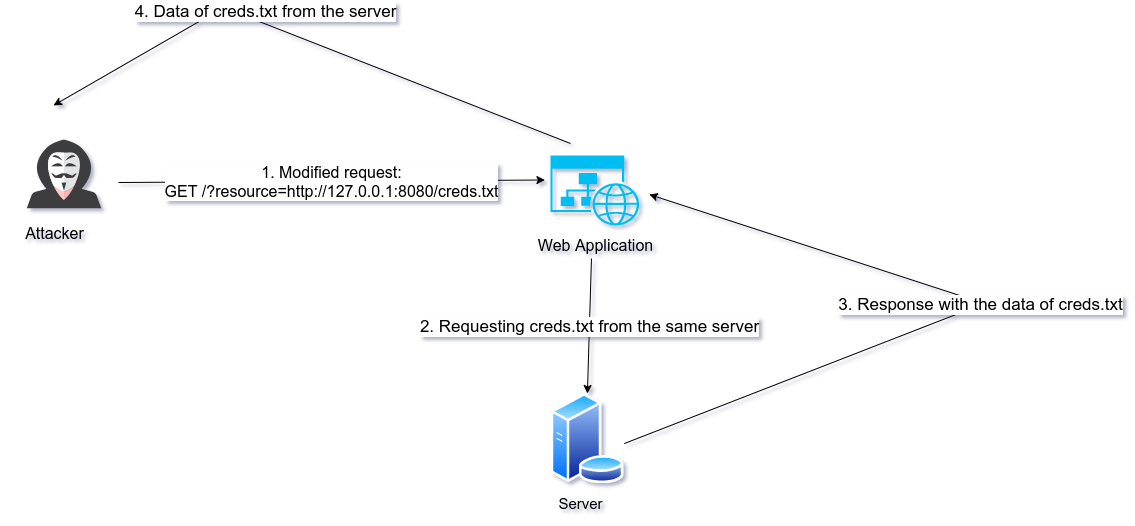 4. Data of creds.txt from the server
1. Modified request:
GET /?resource=http://127.0.0.1:8080/creds.txt
Attacker
Web Application
3. Response with the data of creds.txt
2. Requesting creds.txt from the same server
Server